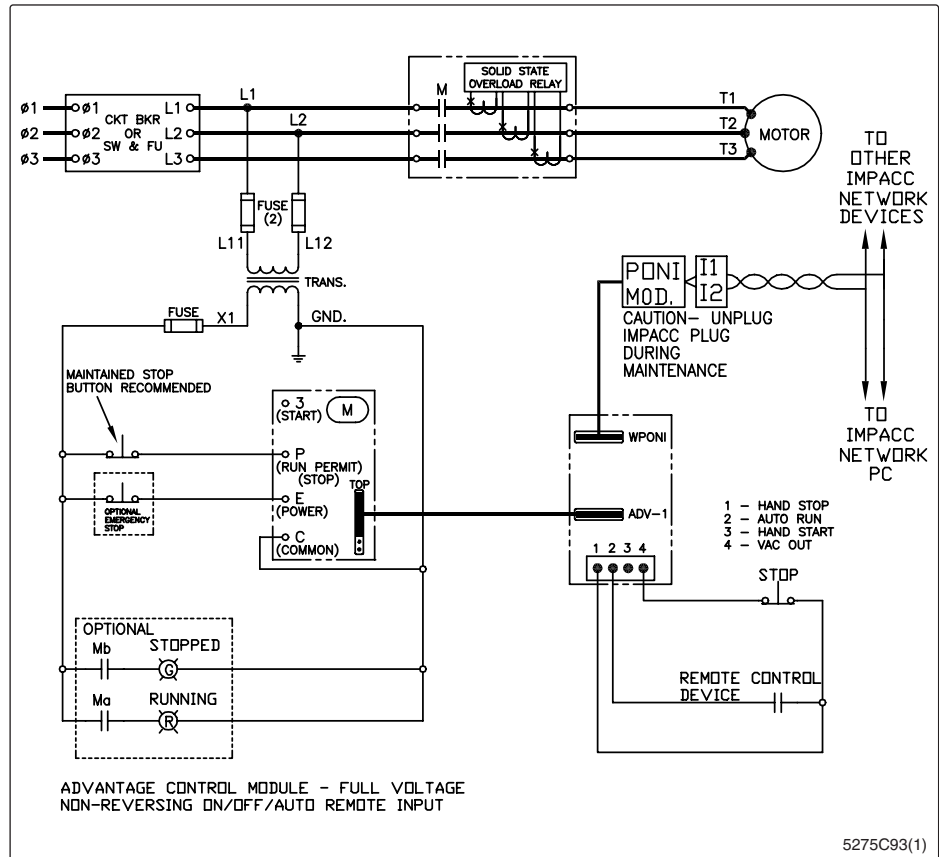 L1
L2
ø1
ø2
ø3
ø1
ø2
ø3
CKT BKR
OR
SW & FU
L1
L2
L3
M
SOLID STATE
OVERLOAD RELAY
T1
T2
T3
MOTOR
TO
OTHER
IMPACC
NETWORK
DEVICES
FUSE
(2)
L11
L12
TRANS.
FUSE
X1
GND.
PONI
MOD.
I1
I2
CAUTION– UNPLUG
IMPACC PLUG
DURING
MAINTENANCE
MAINTAINED STOP
BUTTON RECOMMENDED
3
(START)
M
P
(RUN PERMIT)
(STOP)
TOP
E
(POWER)
C
(COMMON)
OPTIONAL
EMERGENCY
STOP
WPONI
ADV-1
1 2 3 4
TO
IMPACC
NETWORK
PC
1 – HAND STOP
2 – AUTO RUN
3 – HAND START
4 – VAC OUT
STOP
OPTIONAL
Mb
STOPPED
G
Ma
RUNNING
R
REMOTE CONTROL
DEVICE
ADVANTAGE CONTROL MODULE – FULL VOLTAGE
NON-REVERSING ON/OFF/AUTO REMOTE INPUT
5275C93(1)